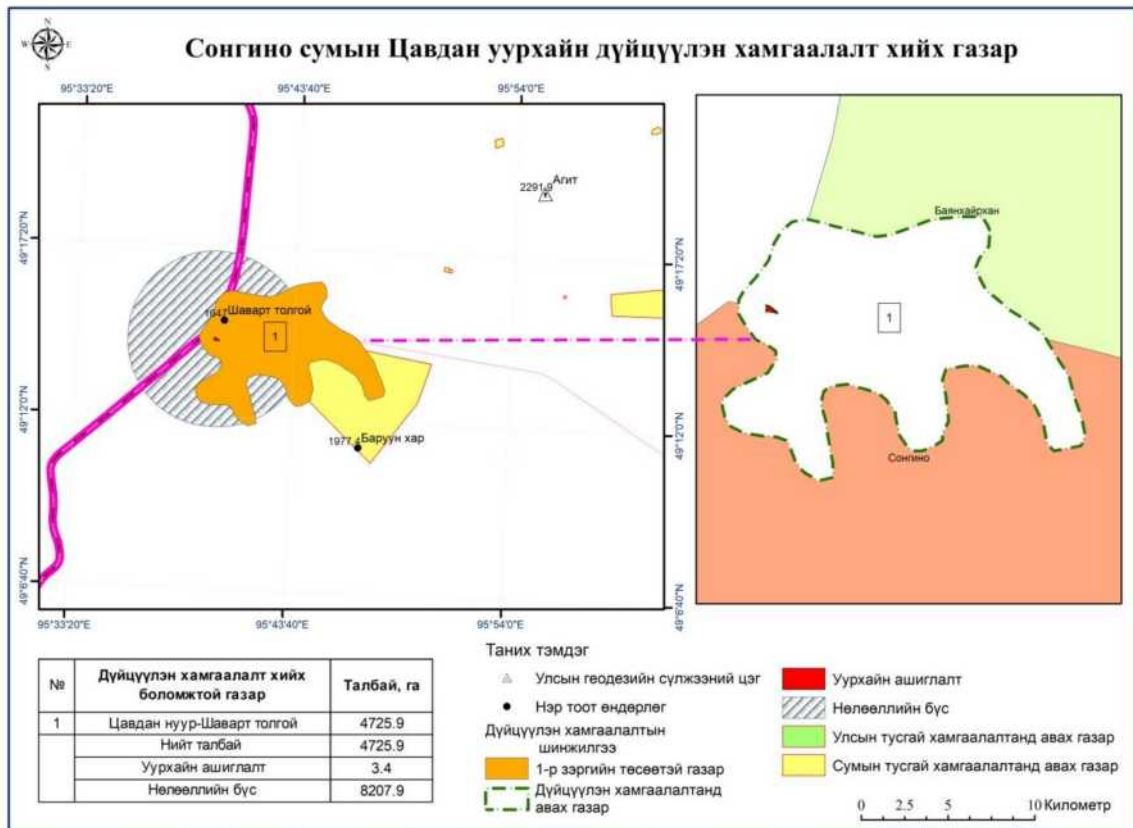 N
W E
S
Сонгино сумын Цавдан уурхайн дүйцүүлэн хамгаалалт хийх газар
95°33'20"E 95°43'40"E 95°54'0"E
49°17'20"N
49°12'0"N
49°6'40"N
2291.9 Агит
1647 Шаварт толгой
1
1977.4 Баруун хар
49°17'20"N
49°12'0"N
49°6'40"N
95°33'20"E 95°43'40"E 95°54'0"E
Баянхайрхан
1
Сонгино
№ Дүйцүүлэн хамгаалалт хийх боломжтой газар Талбай, га
1 Цавдан нуур-Шаварт толгой 4725.9
Нийт талбай 4725.9
Уурхайн ашиглалт 3.4
Нөлөөллийн бүс 8207.9
Таних тэмдэг
Улсын геодезийн сүлжээний цэг
Нэр тоот өндөрлөг
Дүйцүүлэн хамгаалалтын
шинжилгээ
1-р зэргийн төсөөтэй газар
Дүйцүүлэн хамгаалалтанд
авах газар
Уурхайн ашиглалт
Нөлөөллийн бүс
Улсын тусгай хамгаалалтанд авах газар
Сумын тусгай хамгаалалтанд авах газар
0 2.5 5 10 Километр